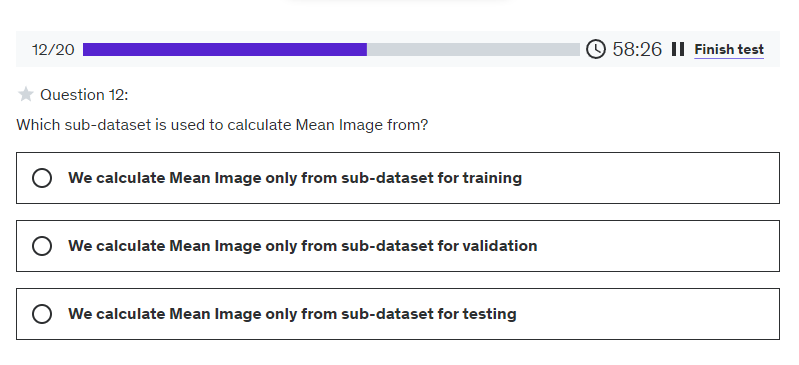 12/20 58:26 Finish test
Question 12:
Which sub-dataset is used to calculate Mean Image from?
We calculate Mean Image only from sub-dataset for training
We calculate Mean Image only from sub-dataset for validation
We calculate Mean Image only from sub-dataset for testing